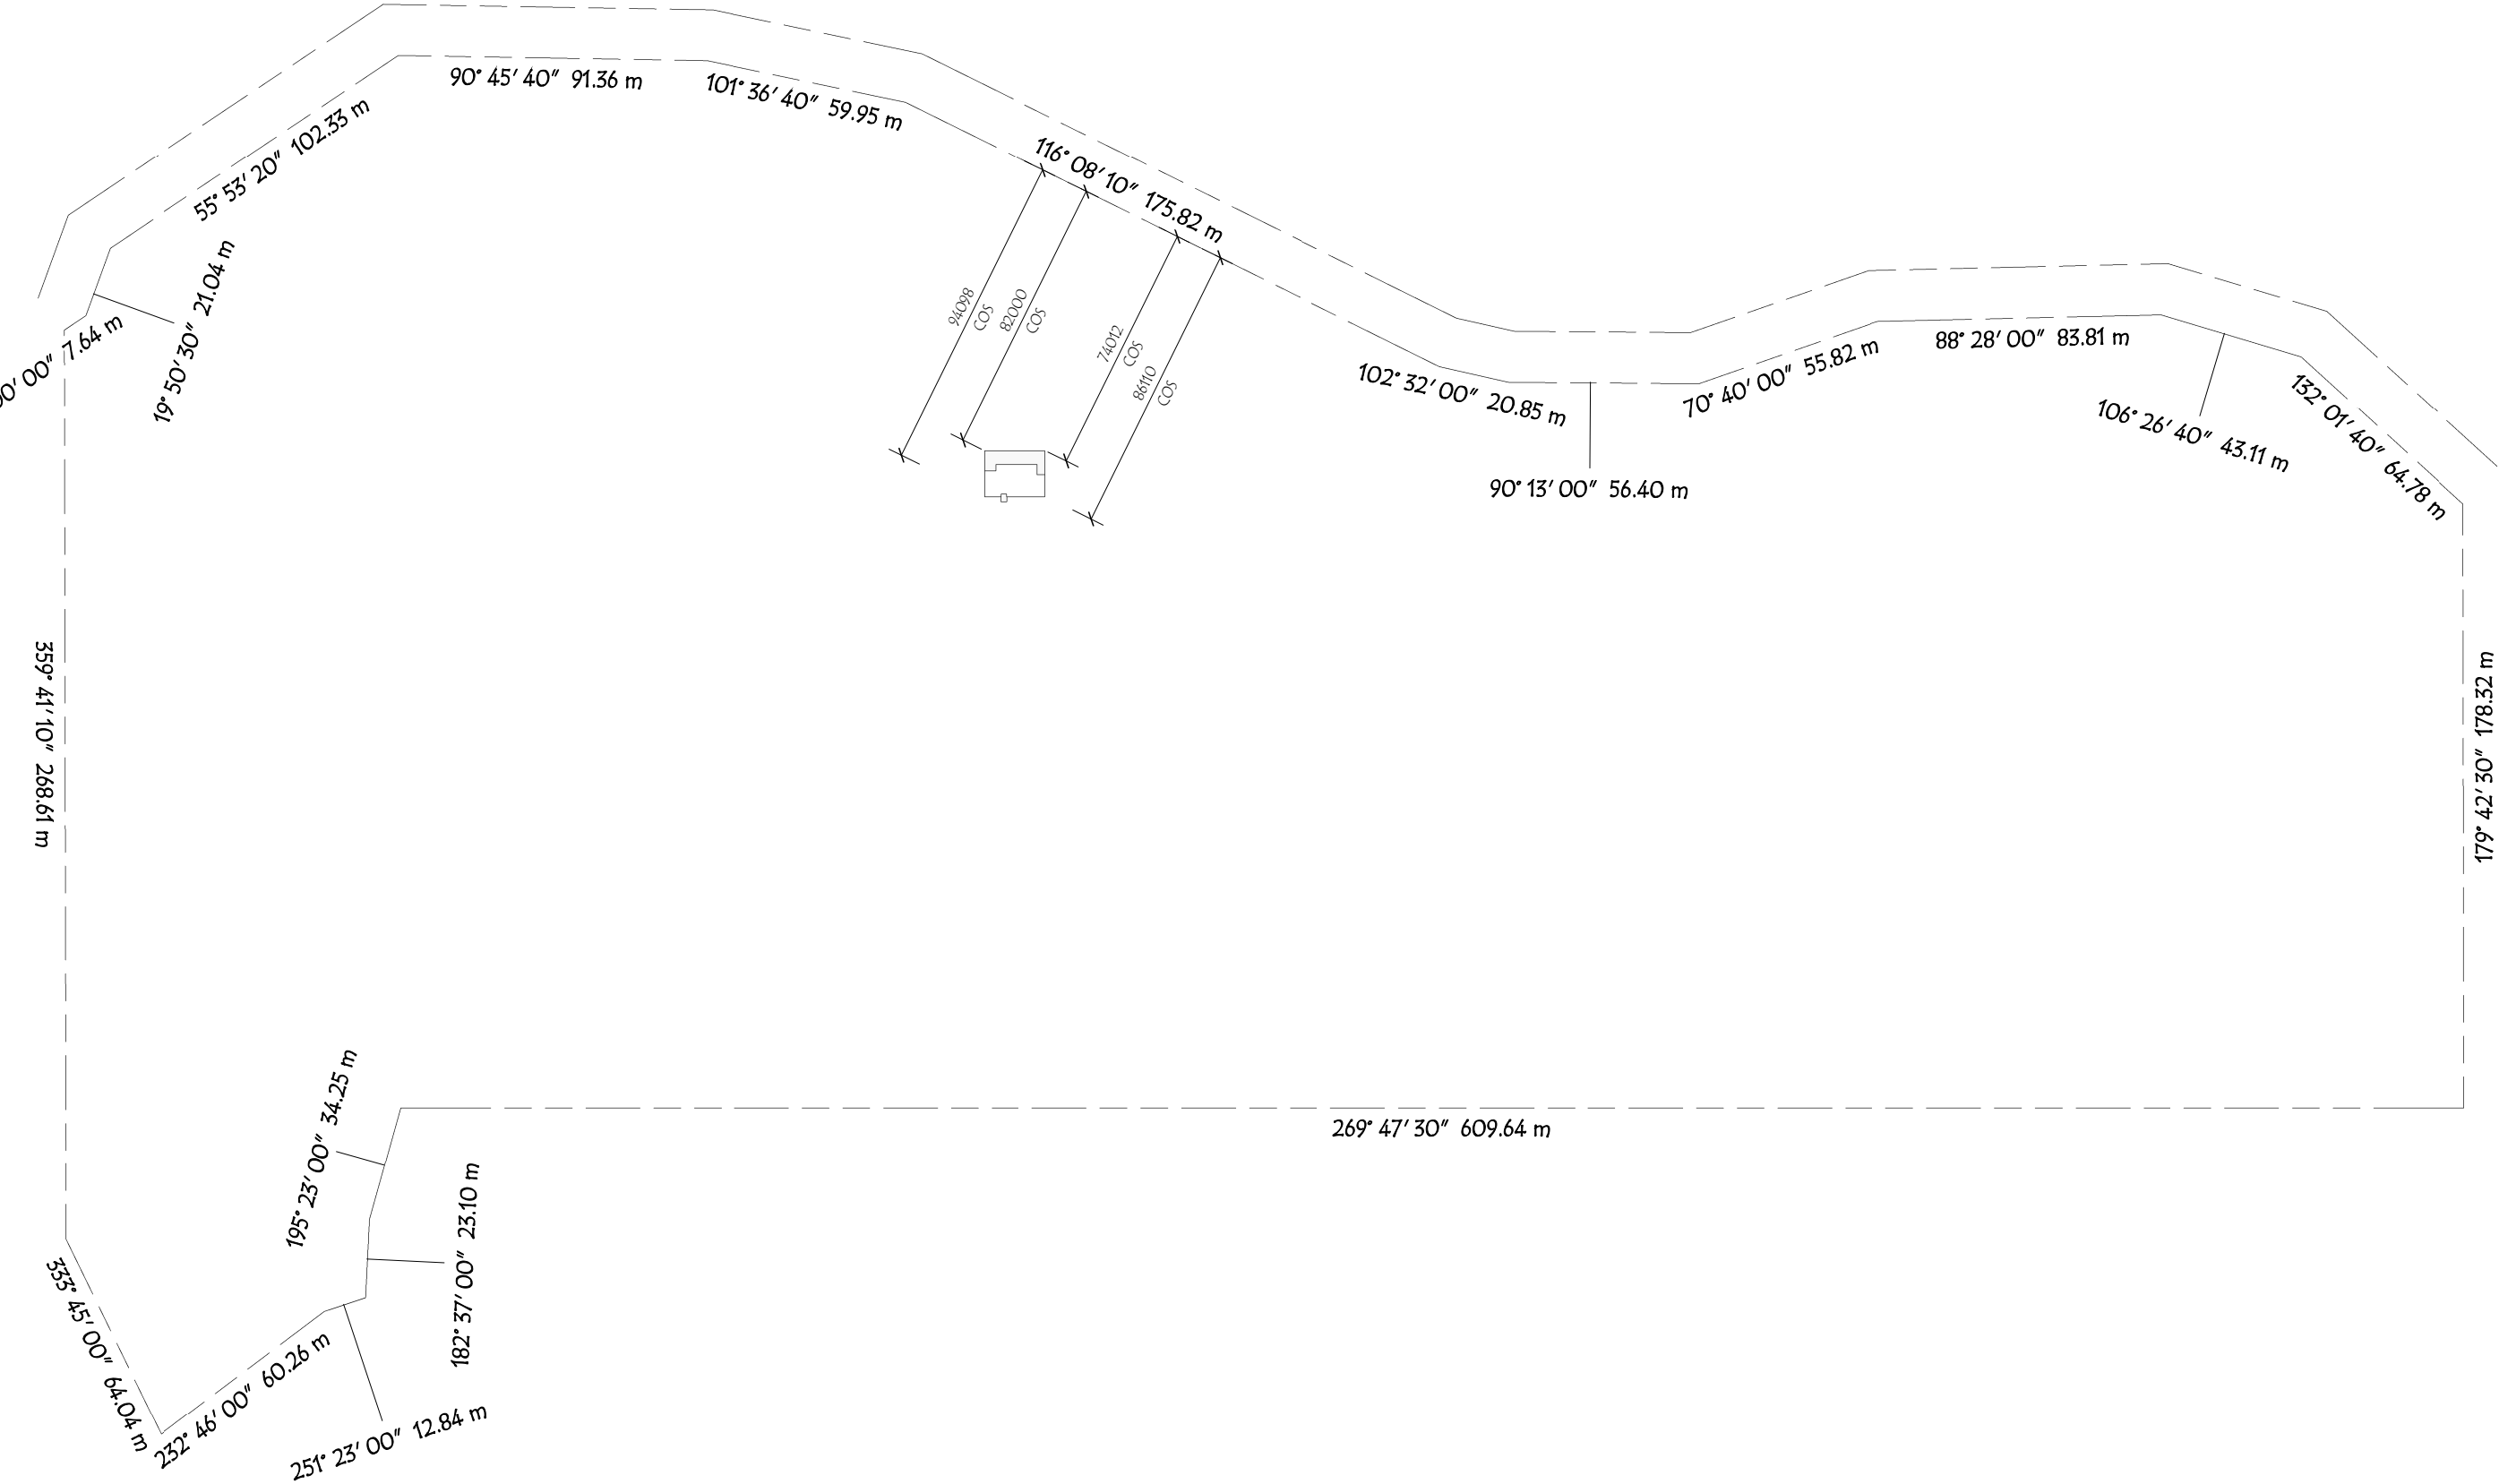 90° 45' 40" 91.36 m
101° 36' 40" 59.95 m
55° 53' 20" 102.33 m
116° 08' 10" 175.82 m
19° 50' 30" 21.04 m
00" 7.64 m
94098
COS
82000
COS
74012
COS
86110
COS
102° 32' 00" 20.85 m
70° 40' 00" 55.82 m
88° 28' 00" 83.81 m
106° 26' 40" 43.11 m
132° 01' 40" 64.78 m
90° 13' 00" 56.40 m
359° 41' 10" 268.61 m
179° 42' 30" 178.32 m
195° 23' 00" 34.25 m
269° 47' 30" 609.64 m
182° 37' 00" 23.10 m
333° 45' 00" 64.04 m
232° 46' 00" 60.26 m
251° 23' 00" 12.84 m